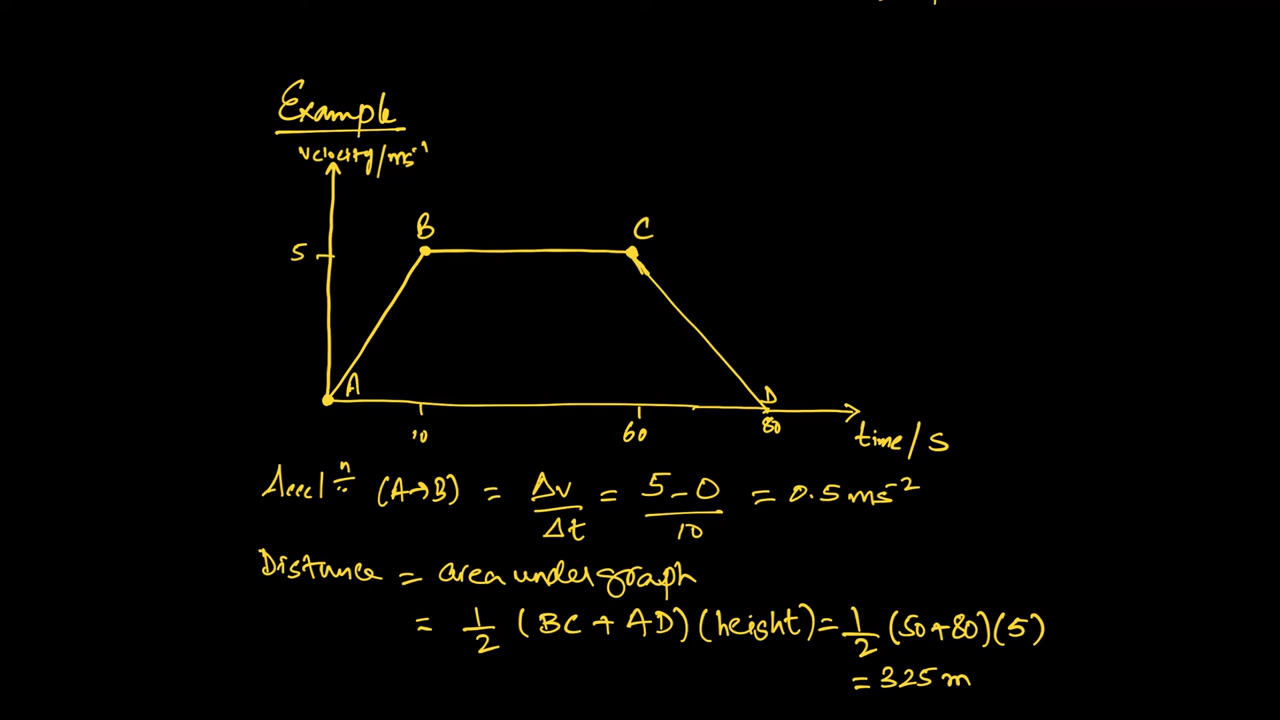 Example
velocity/ms⁻¹
B C
5
A D
10 60 80
time/s
Accelⁿ (A→B) = Δv/Δt = 5-0/10 = 0.5 ms⁻²
Distance = area under graph
= 1/2 (BC + AD)(height) = 1/2 (50+80)(5)
= 325 m